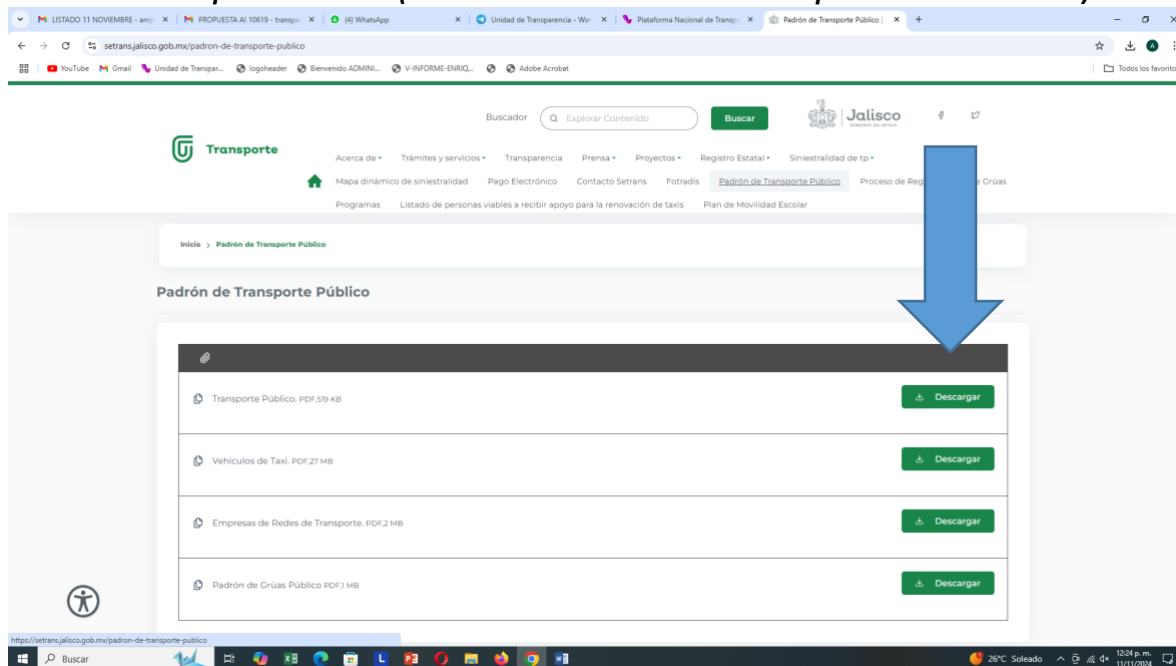 LISTADO 11 NOVIEMBRE - amp
PROPUESTA AI 10619 - transpa
(4) WhatsApp
Unidad de Transparencia - Wor
Plataforma Nacional de Transpa
Padrón de Transporte Público |
setrans.jalisco.gob.mx/padron-de-transporte-publico
YouTube
Gmail
Unidad de Transpar...
logoheader
Bienvenido ADMINI...
V-INFORME-ENRIQ...
Adobe Acrobat
Todos los favorito
Buscador
Explorar Contenido
Buscar
Jalisco
Transporte
Acerca de
Trámites y servicios
Transparencia
Prensa
Proyectos
Registro Estatal
Siniestralidad de tp
Mapa dinámico de siniestralidad
Pago Electrónico
Contacto Setrans
Fotradis
Padrón de Transporte Público
Proceso de Reg
Grúas
Programas
Listado de personas viables a recibir apoyo para la renovación de taxis
Plan de Movilidad Escolar
Inicio > Padrón de Transporte Público
Padrón de Transporte Público
Transporte Público. PDF,519 KB
Descargar
Vehículos de Taxi. PDF,27 MB
Descargar
Empresas de Redes de Transporte. PDF,2 MB
Descargar
Padrón de Grúas Público PDF,1 MB
Descargar
https://setrans.jalisco.gob.mx/padron-de-transporte-publico
Buscar
26°C Soleado
12:24 p. m.
11/11/2024